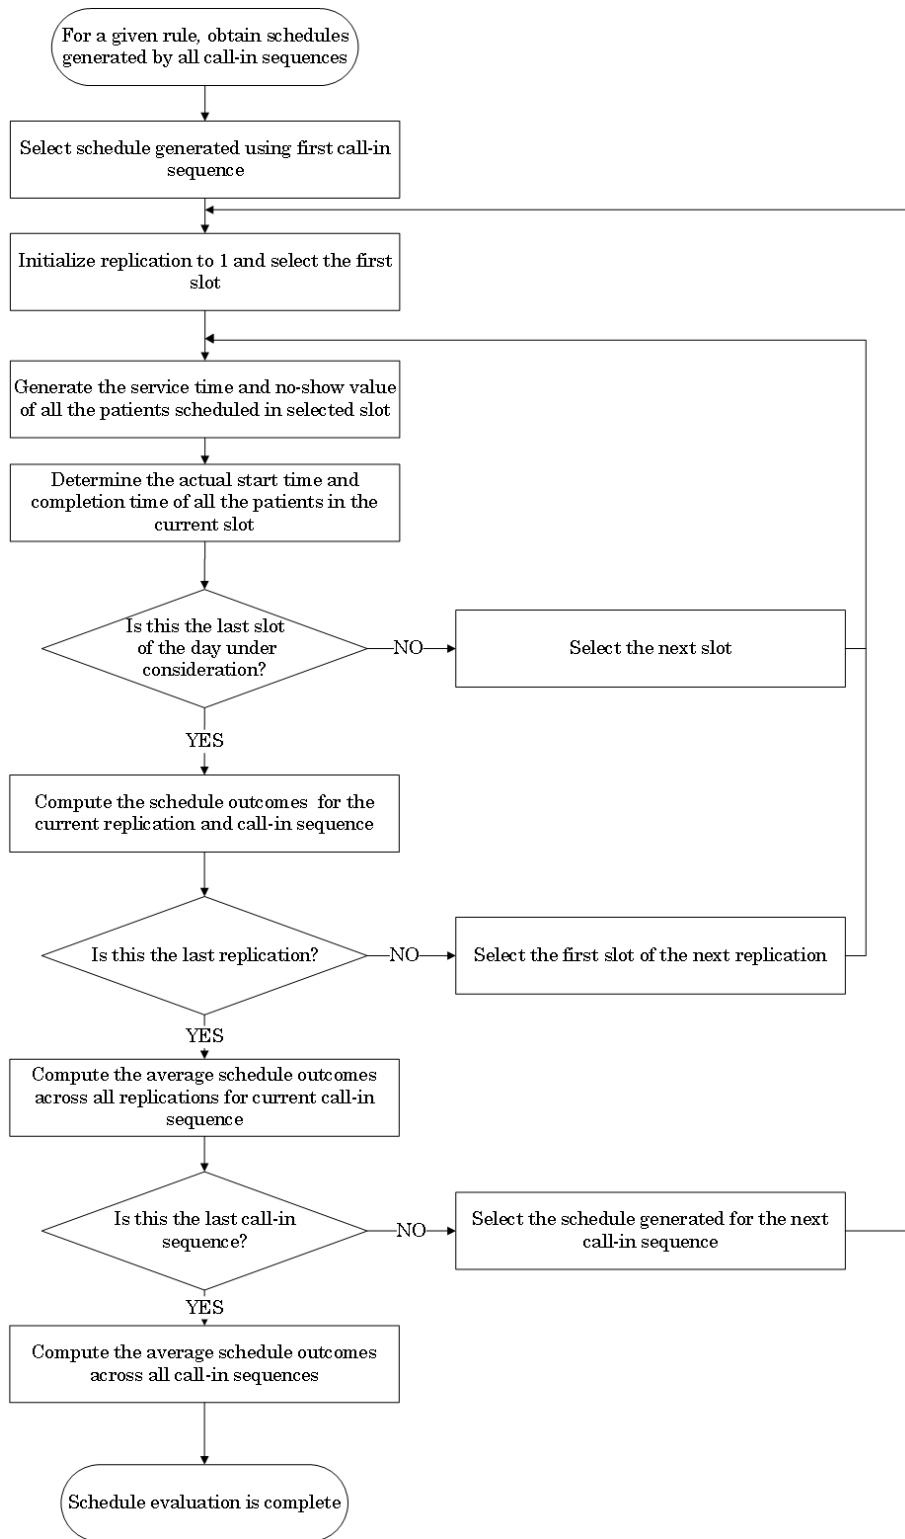 For a given rule, obtain schedules
generated by all call-in sequences
Select schedule generated using first call-in
sequence
Initialize replication to 1 and select the first
slot
Generate the service time and no-show value
of all the patients scheduled in selected slot
Determine the actual start time and
completion time of all the patients in the
current slot
Is this the last slot
of the day under
consideration?
NO
Select the next slot
YES
Compute the schedule outcomes for the
current replication and call-in sequence
Is this the last replication?
NO
Select the first slot of the next replication
YES
Compute the average schedule outcomes
across all replications for current call-in
sequence
Is this the last call-in
sequence?
NO
Select the schedule generated for the next
call-in sequence
YES
Compute the average schedule outcomes
across all call-in sequences
Schedule evaluation is complete